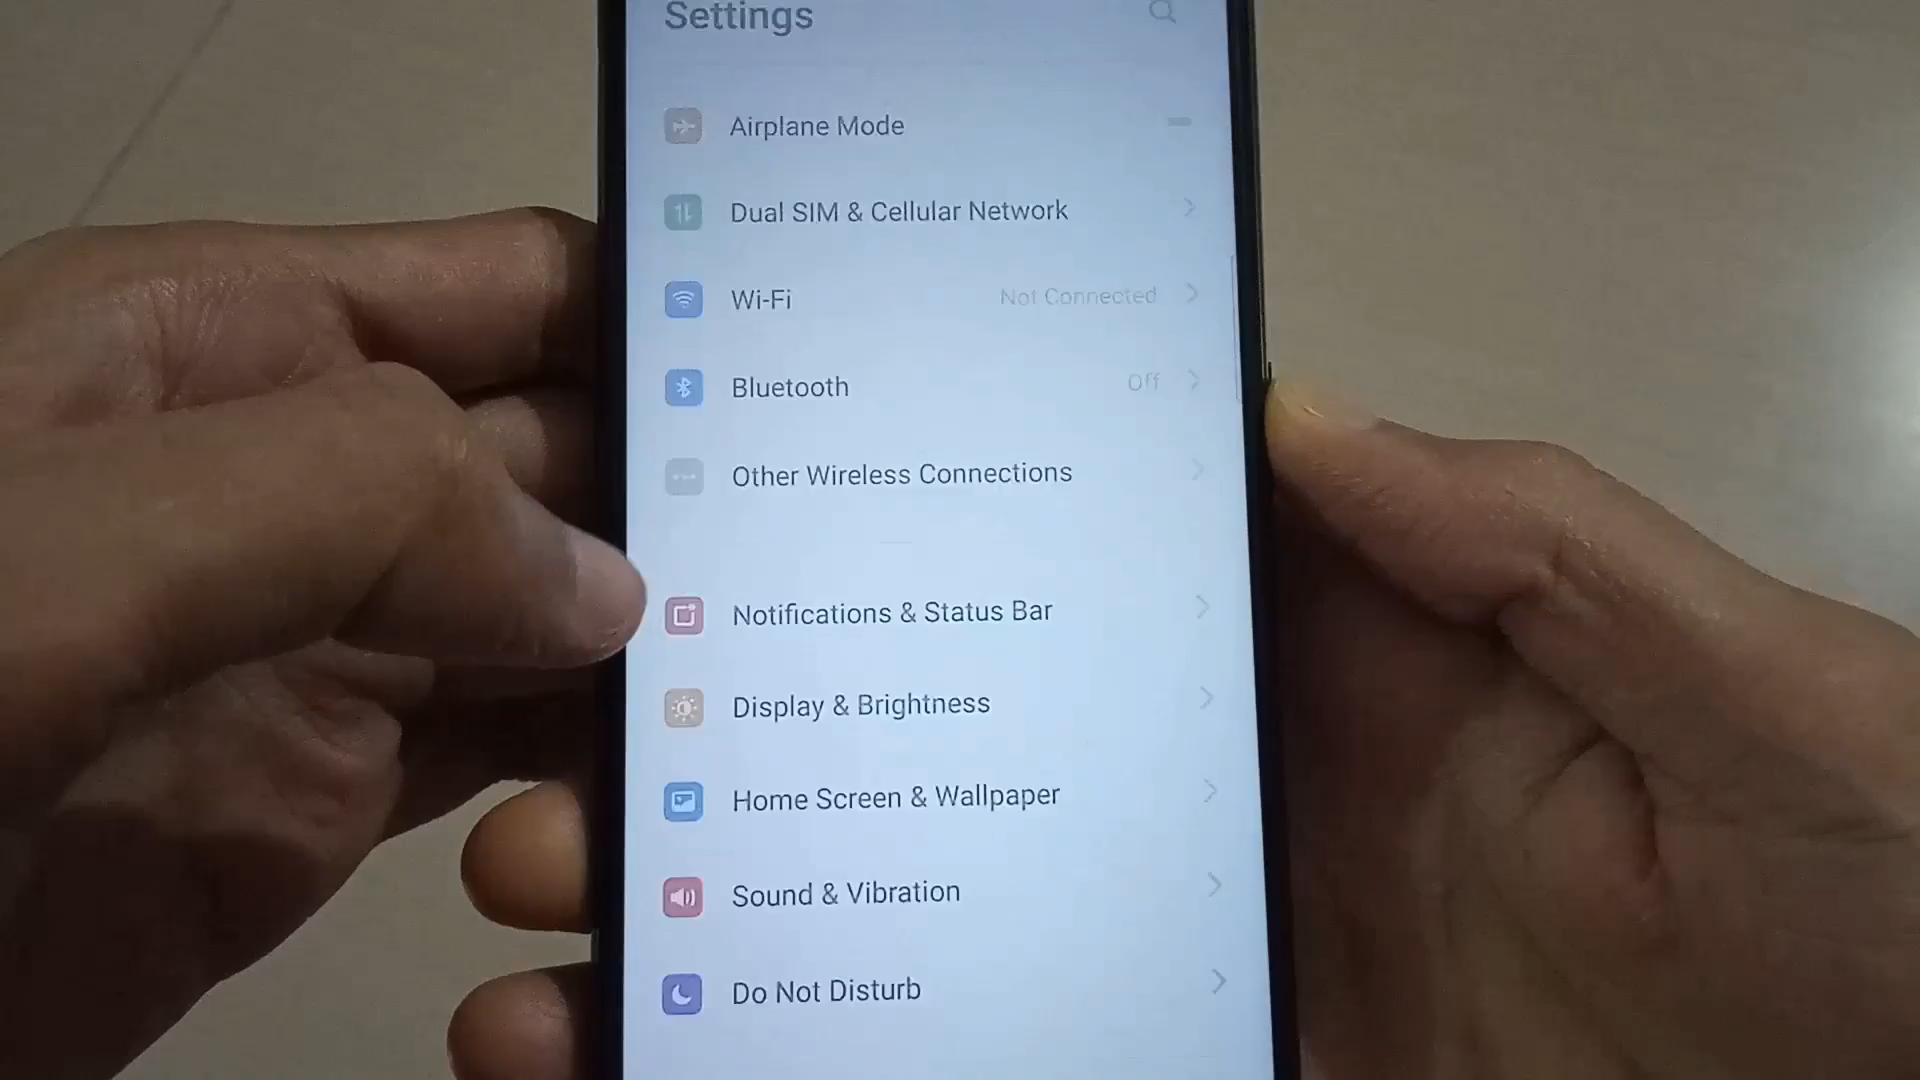 Settings
Airplane Mode
Dual SIM & Cellular Network
Wi-Fi Not Connected
Bluetooth Off
Other Wireless Connections
Notifications & Status Bar
Display & Brightness
Home Screen & Wallpaper
Sound & Vibration
Do Not Disturb